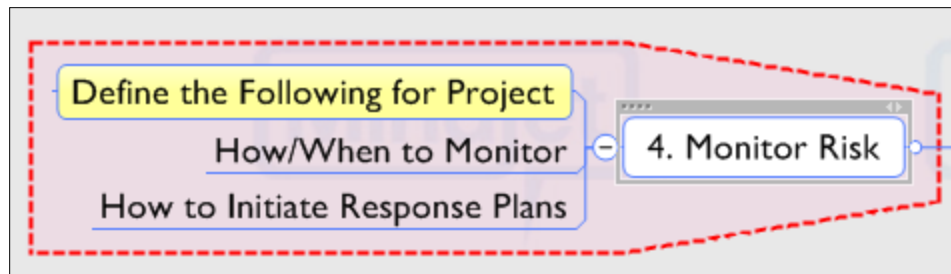 Define the Following for Project
How/When to Monitor
4. Monitor Risk
How to Initiate Response Plans